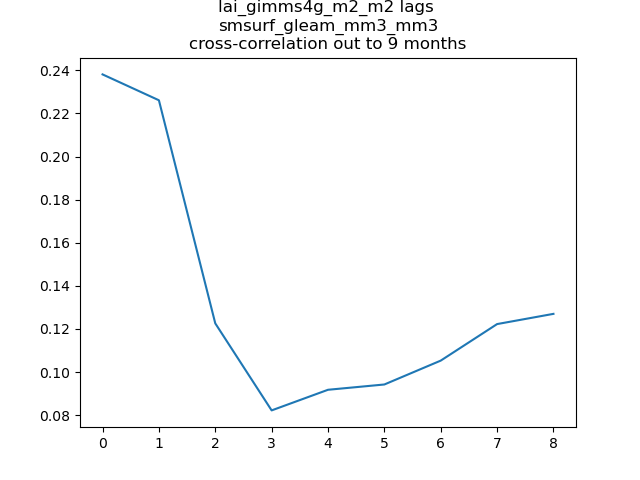 lai_gimms4g_m2_m2 lags
smsurf_gleam_mm3_mm3
cross-correlation out to 9 months
0.24
0.22
0.20
0.18
0.16
0.14
0.12
0.10
0.08
0 1 2 3 4 5 6 7 8